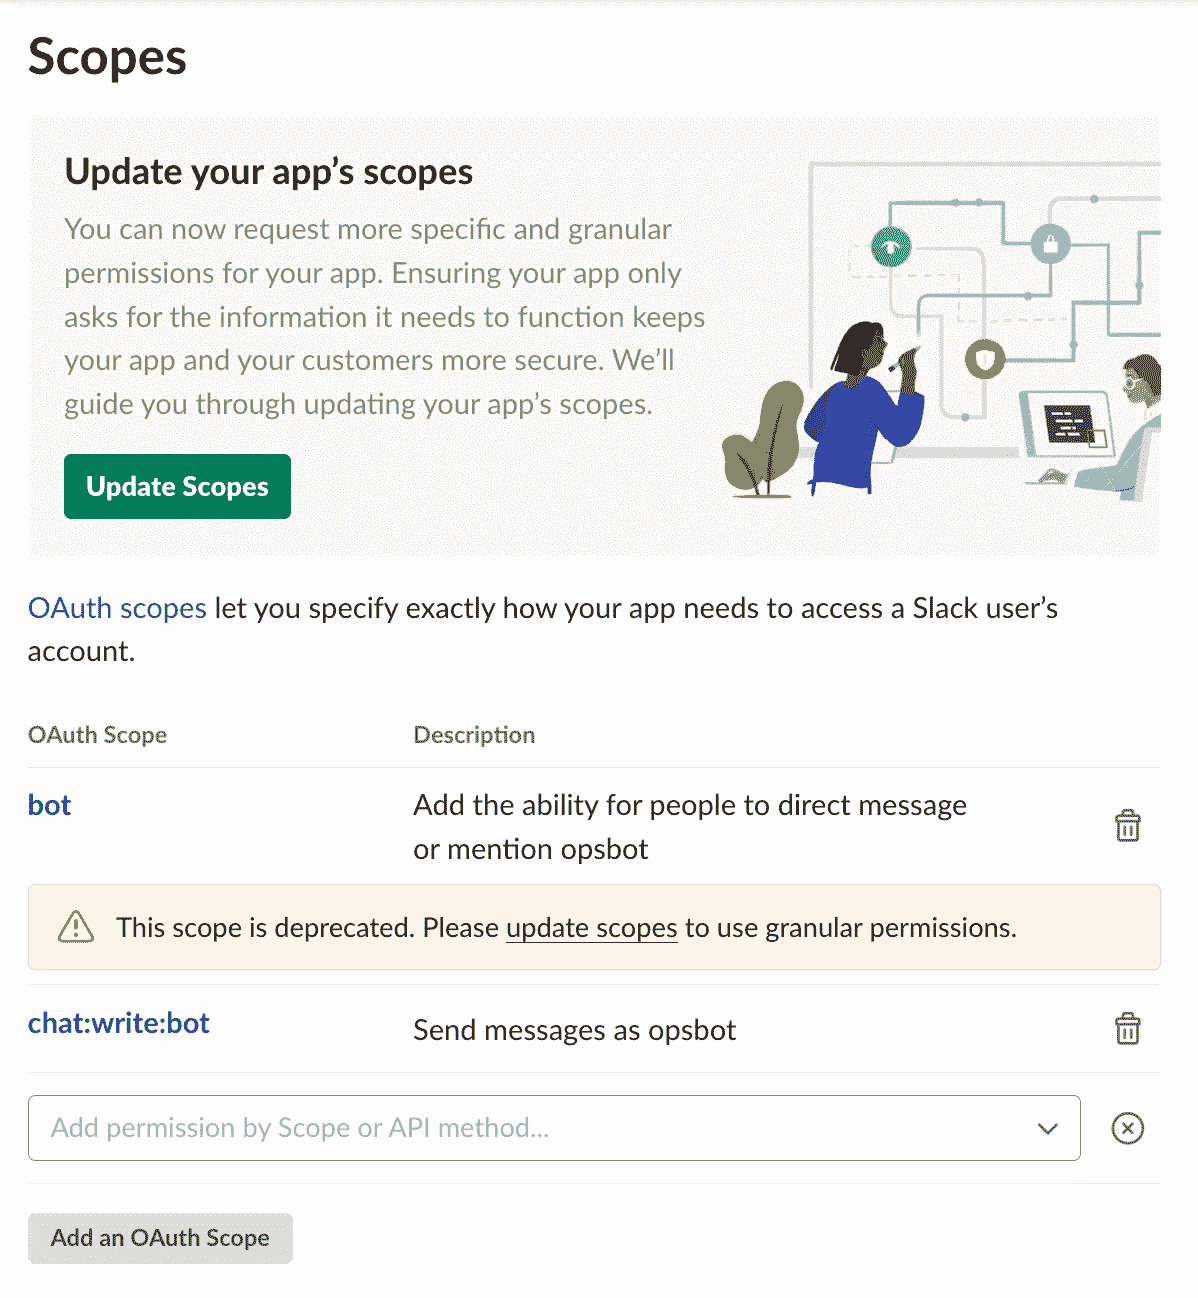 Scopes
Update your app’s scopes
You can now request more specific and granular
permissions for your app. Ensuring your app only
asks for the information it needs to function keeps
your app and your customers more secure. We’ll
guide you through updating your app’s scopes.
Update Scopes
OAuth scopes let you specify exactly how your app needs to access a Slack user’s
account.
OAuth Scope Description
bot Add the ability for people to direct message
or mention opsbot
This scope is deprecated. Please update scopes to use granular permissions.
chat:write:bot Send messages as opsbot
Add permission by Scope or API method...
Add an OAuth Scope